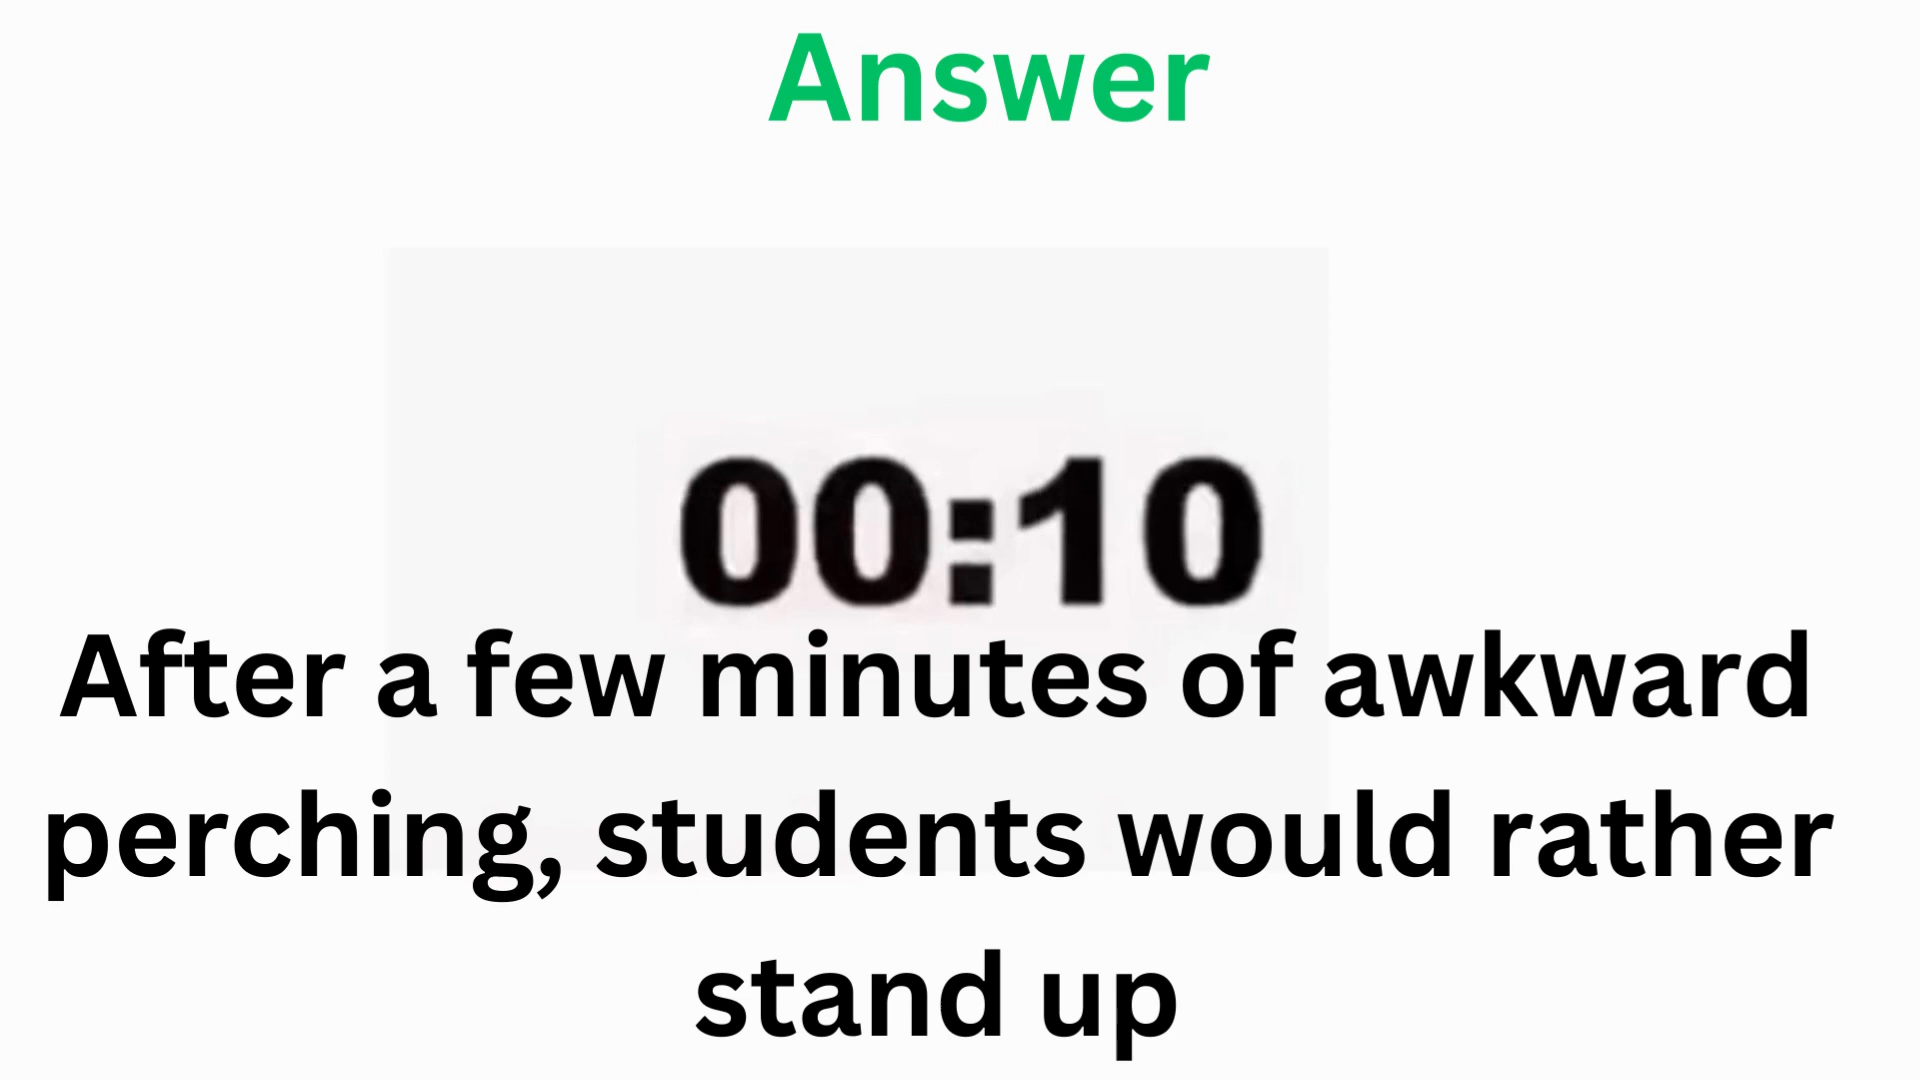 Answer
00:10
After a few minutes of awkward
perching, students would rather
stand up